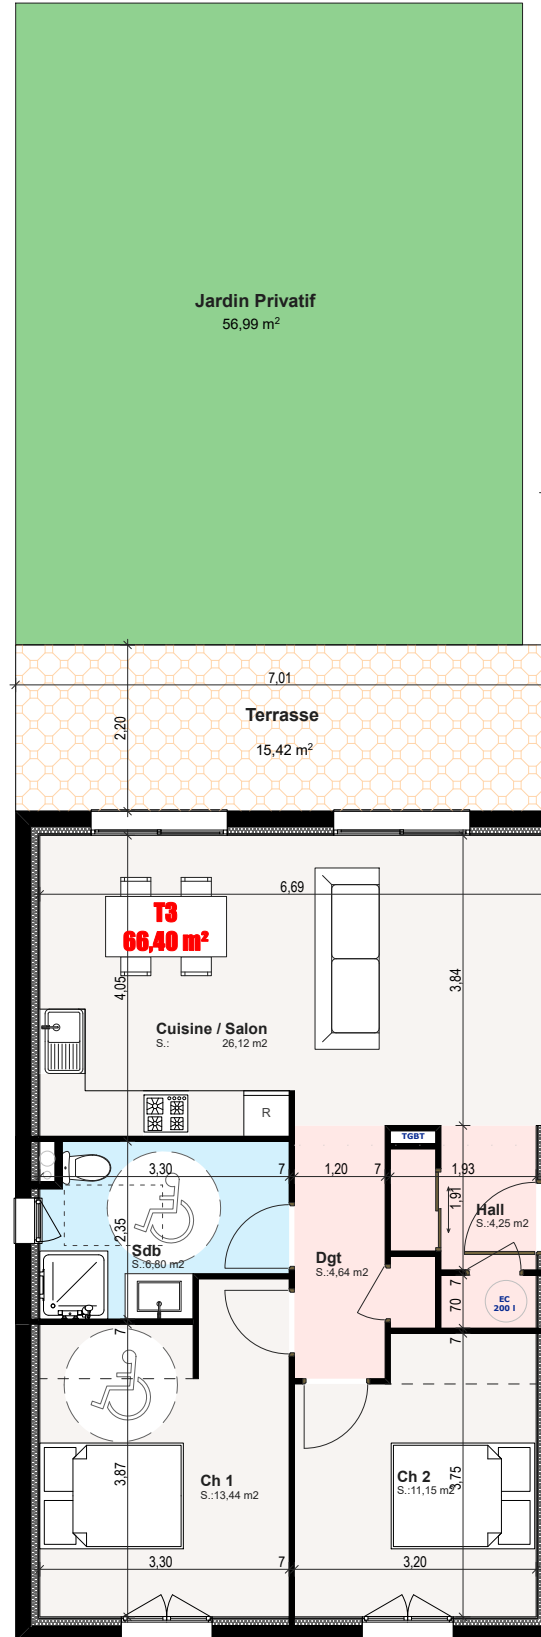 Jardin Privatif
56,99 m²
7,01
2,20
Terrasse
15,42 m²
6,69
T3
66,40 m²
4,05
3,84
Cuisine / Salon
S.: 26,12 m2
R
TGBT
3,30 7 1,20 7 1,93
1,91
Hall
S.:4,25 m2
2,35
Sdb
S.:6,80 m2
Dgt
S.:4,64 m2
7
70
EC
200 l
7
7
Ch 1
S.:13,44 m2
3,87
Ch 2
S.:11,15 m2
3,75
3,30 7 3,20